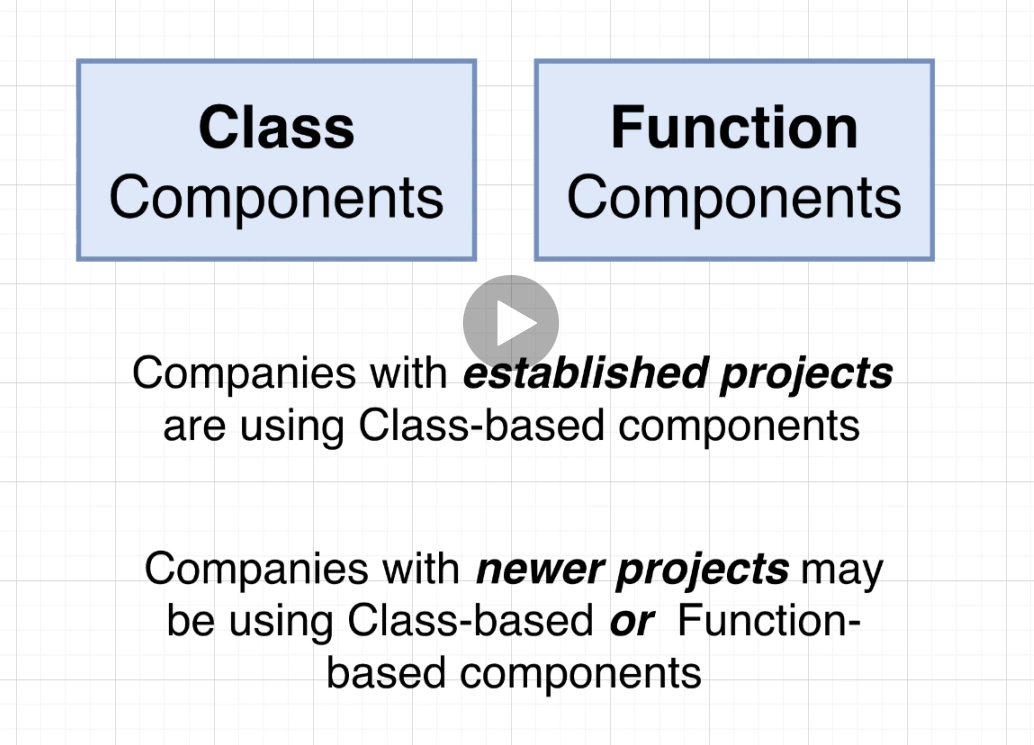 Class
Components
Function
Components
Companies with established projects
are using Class-based components
Companies with newer projects may
be using Class-based or Function-
based components